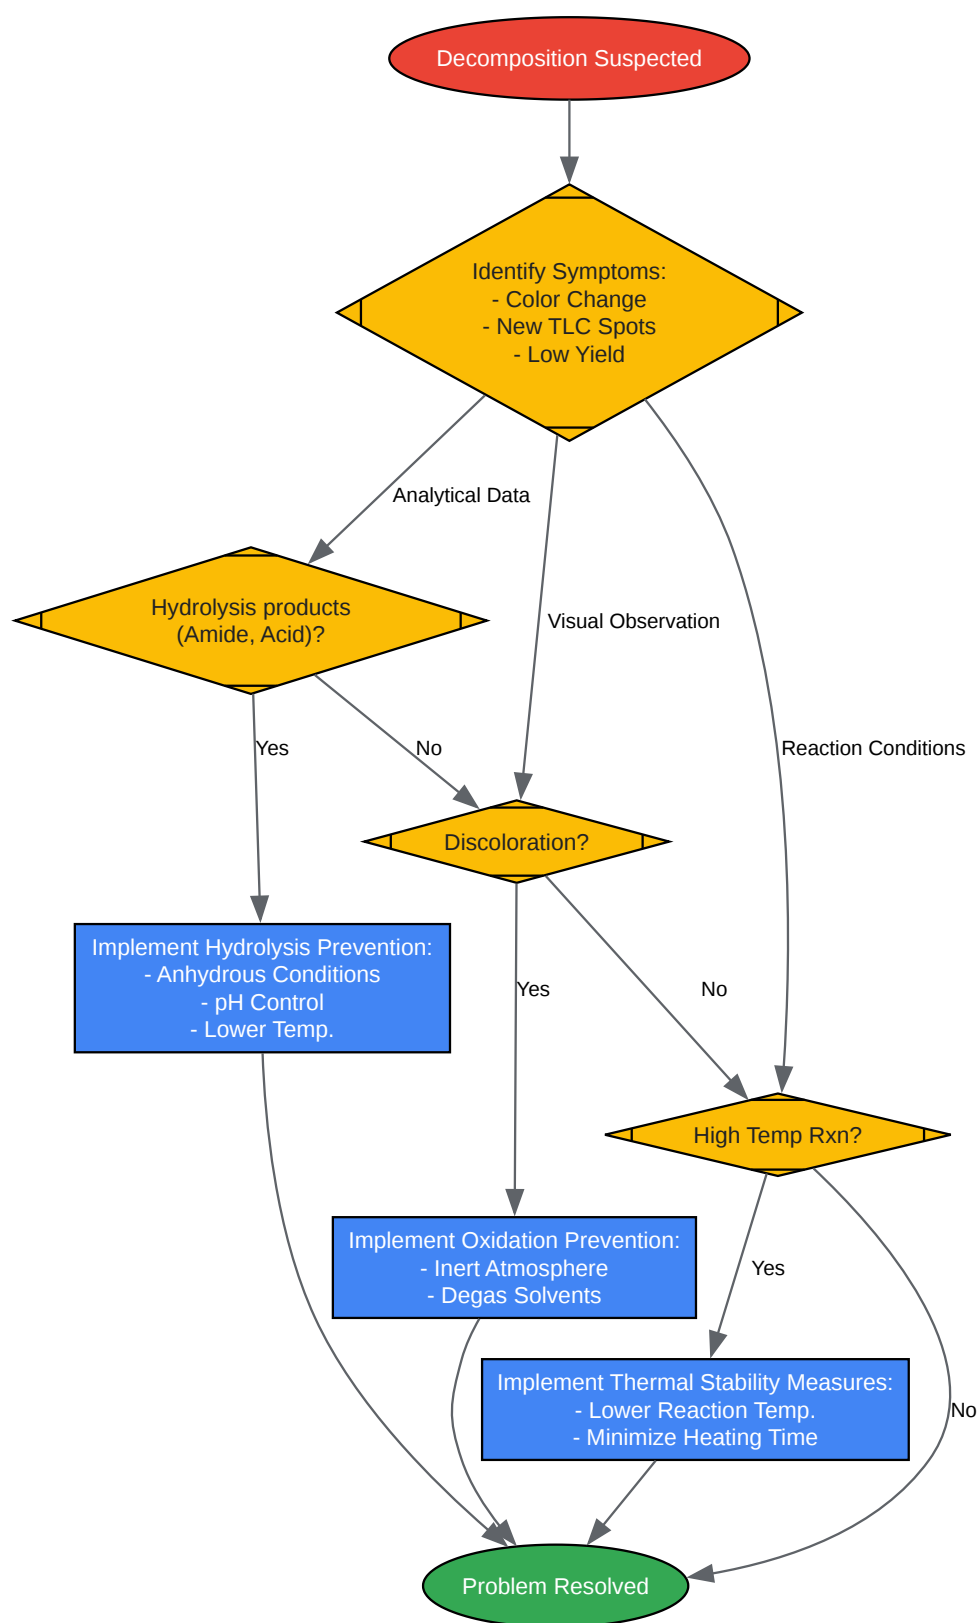 Decomposition Suspected
Identify Symptoms:
- Color Change
- New TLC Spots
- Low Yield
Analytical Data
Hydrolysis products
(Amide, Acid)?
Visual Observation
Yes
No
Reaction Conditions
Discoloration?
Implement Hydrolysis Prevention:
- Anhydrous Conditions
- pH Control
- Lower Temp.
Yes
No
High Temp Rxn?
Implement Oxidation Prevention:
- Inert Atmosphere
- Degas Solvents
Yes
Implement Thermal Stability Measures:
- Lower Reaction Temp.
- Minimize Heating Time
No
Problem Resolved